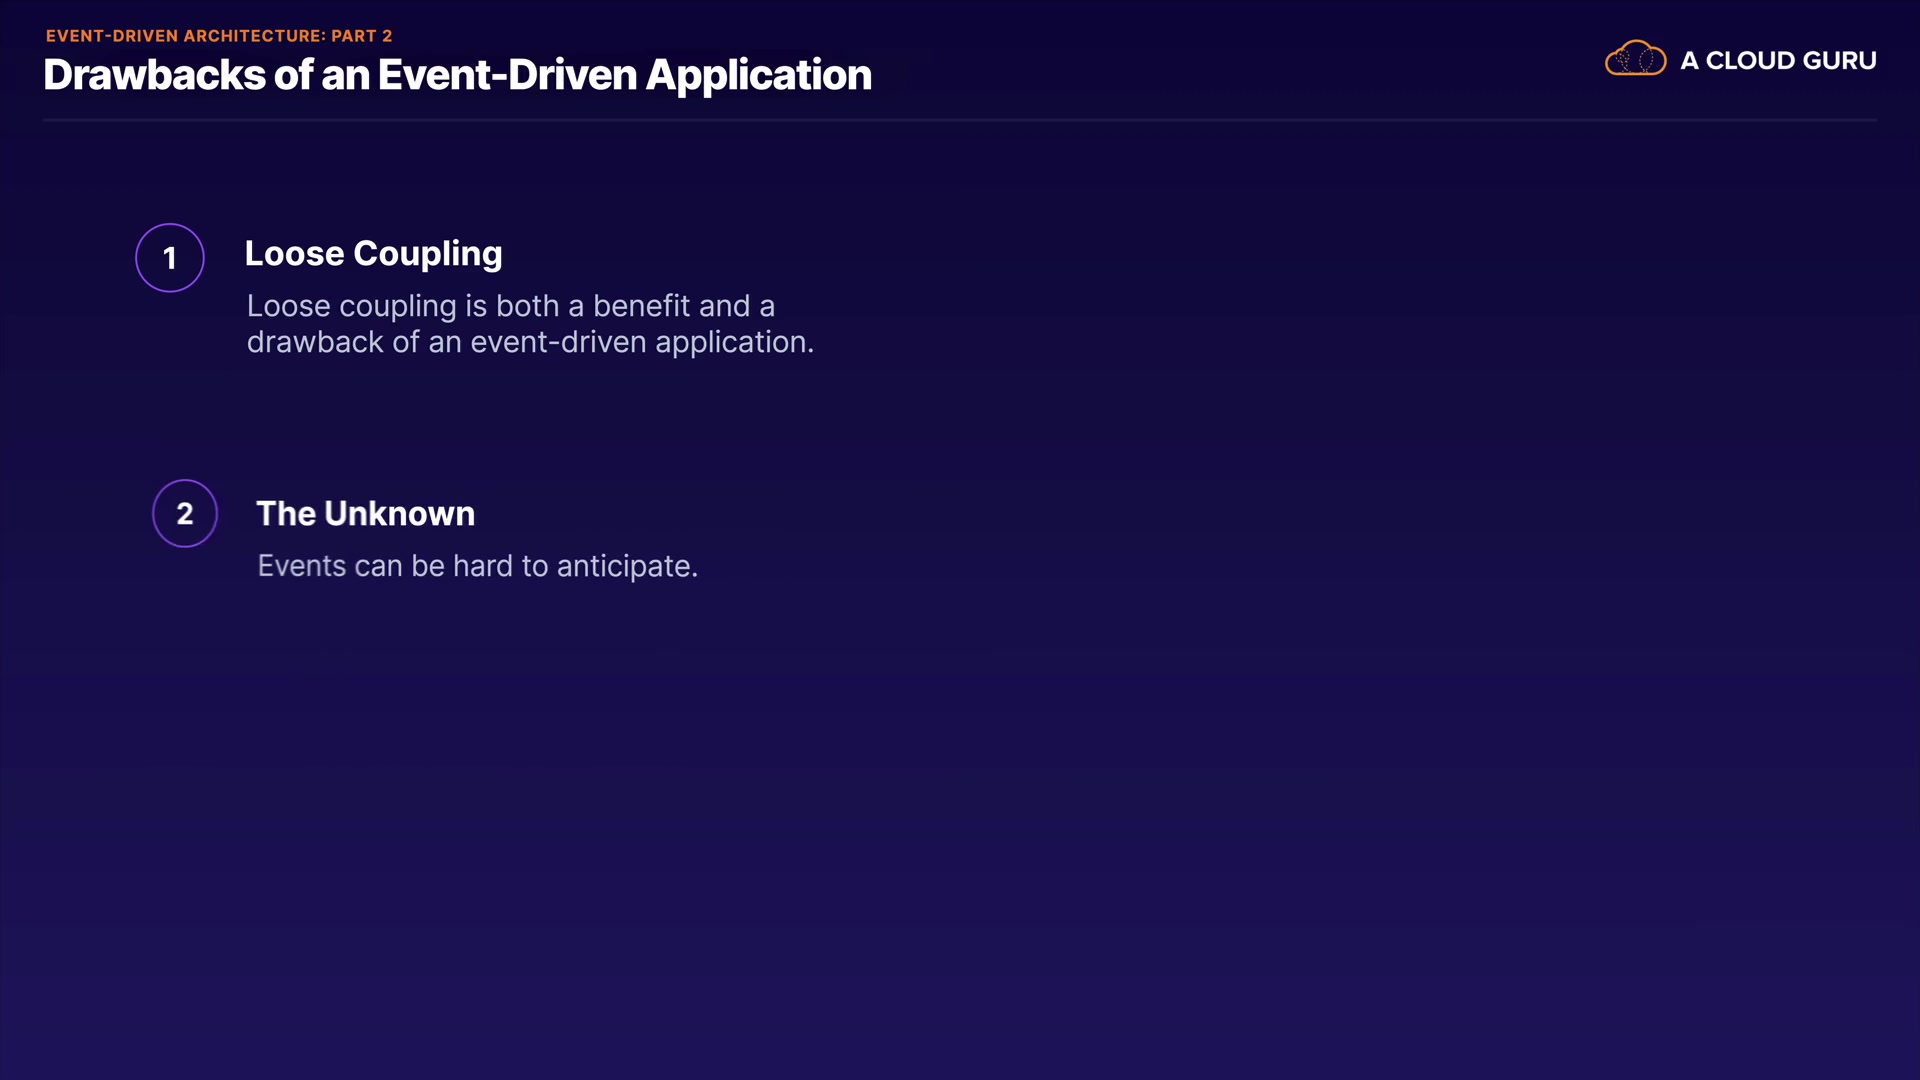 EVENT-DRIVEN ARCHITECTURE: PART 2
Drawbacks of an Event-Driven Application
A CLOUD GURU
1
Loose Coupling
Loose coupling is both a benefit and a
drawback of an event-driven application.
2
The Unknown
Events can be hard to anticipate.